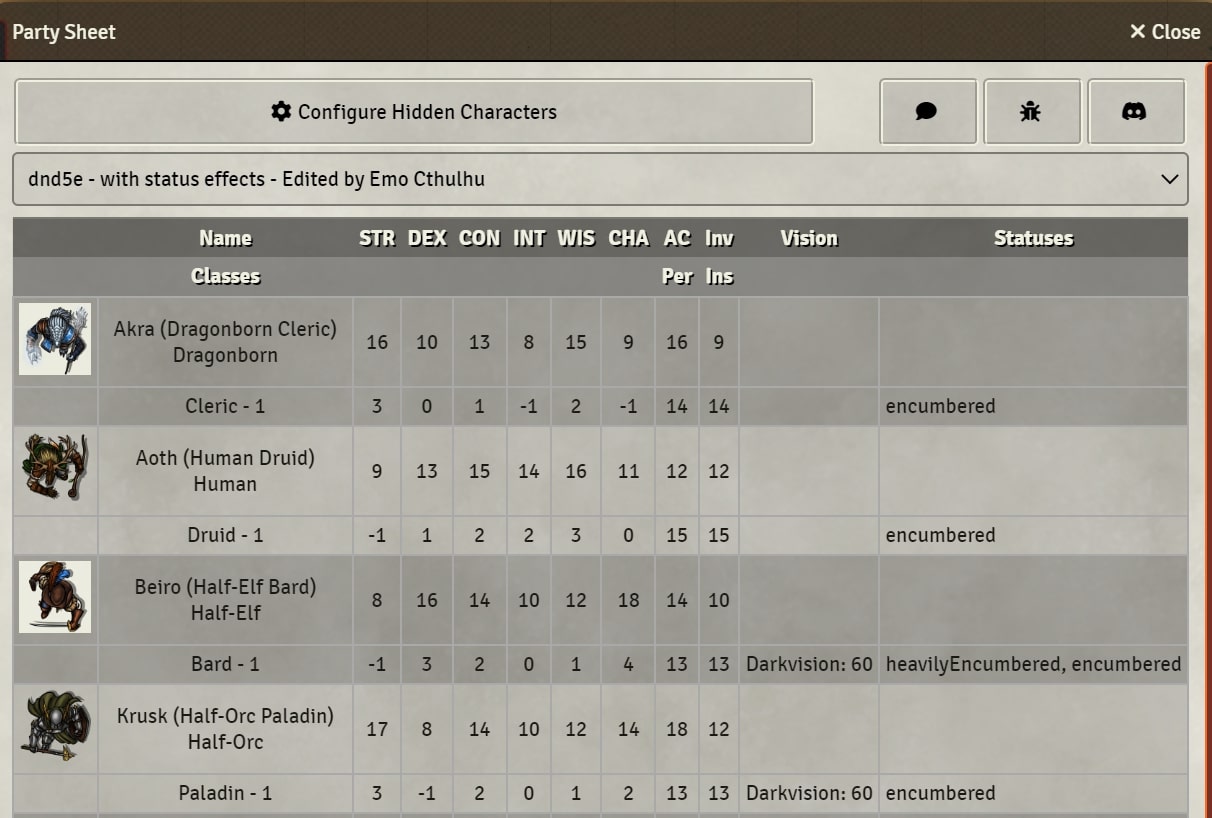 Party Sheet
Close
Configure Hidden Characters
dnd5e - with status effects - Edited by Emo Cthulhu
Name STR DEX CON INT WIS CHA AC Inv Vision Statuses
Classes Per Ins
Akra (Dragonborn Cleric)
Dragonborn
16 10 13 8 15 9 16 9
Cleric - 1 3 0 1 -1 2 -1 14 14 encumbered
Aoth (Human Druid)
Human
9 13 15 14 16 11 12 12
Druid - 1 -1 1 2 2 3 0 15 15 encumbered
Beiro (Half-Elf Bard)
Half-Elf
8 16 14 10 12 18 14 10
Bard - 1 -1 3 2 0 1 4 13 13 Darkvision: 60 heavilyEncumbered, encumbered
Krusk (Half-Orc Paladin)
Half-Orc
17 8 14 10 12 14 18 12
Paladin - 1 3 -1 2 0 1 2 13 13 Darkvision: 60 encumbered